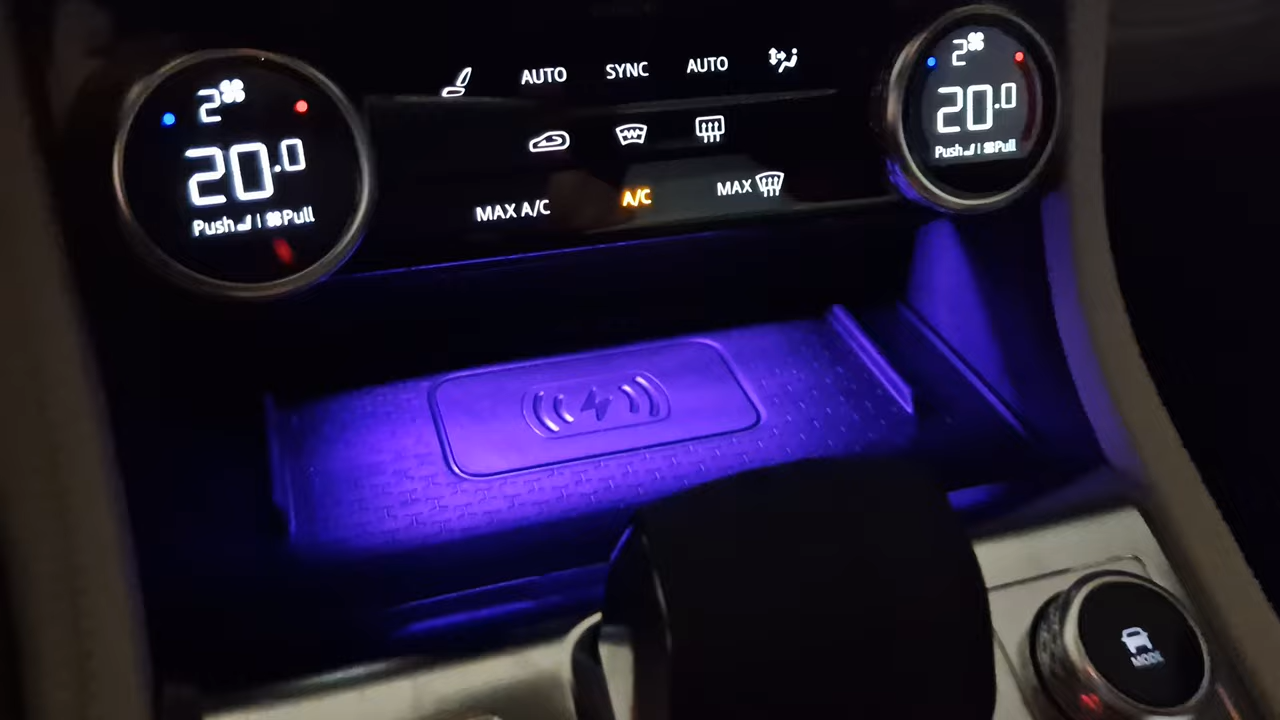 2
20.0
Push | Pull
AUTO SYNC AUTO
MAX A/C A/C MAX
2
20.0
Push | Pull
MODE